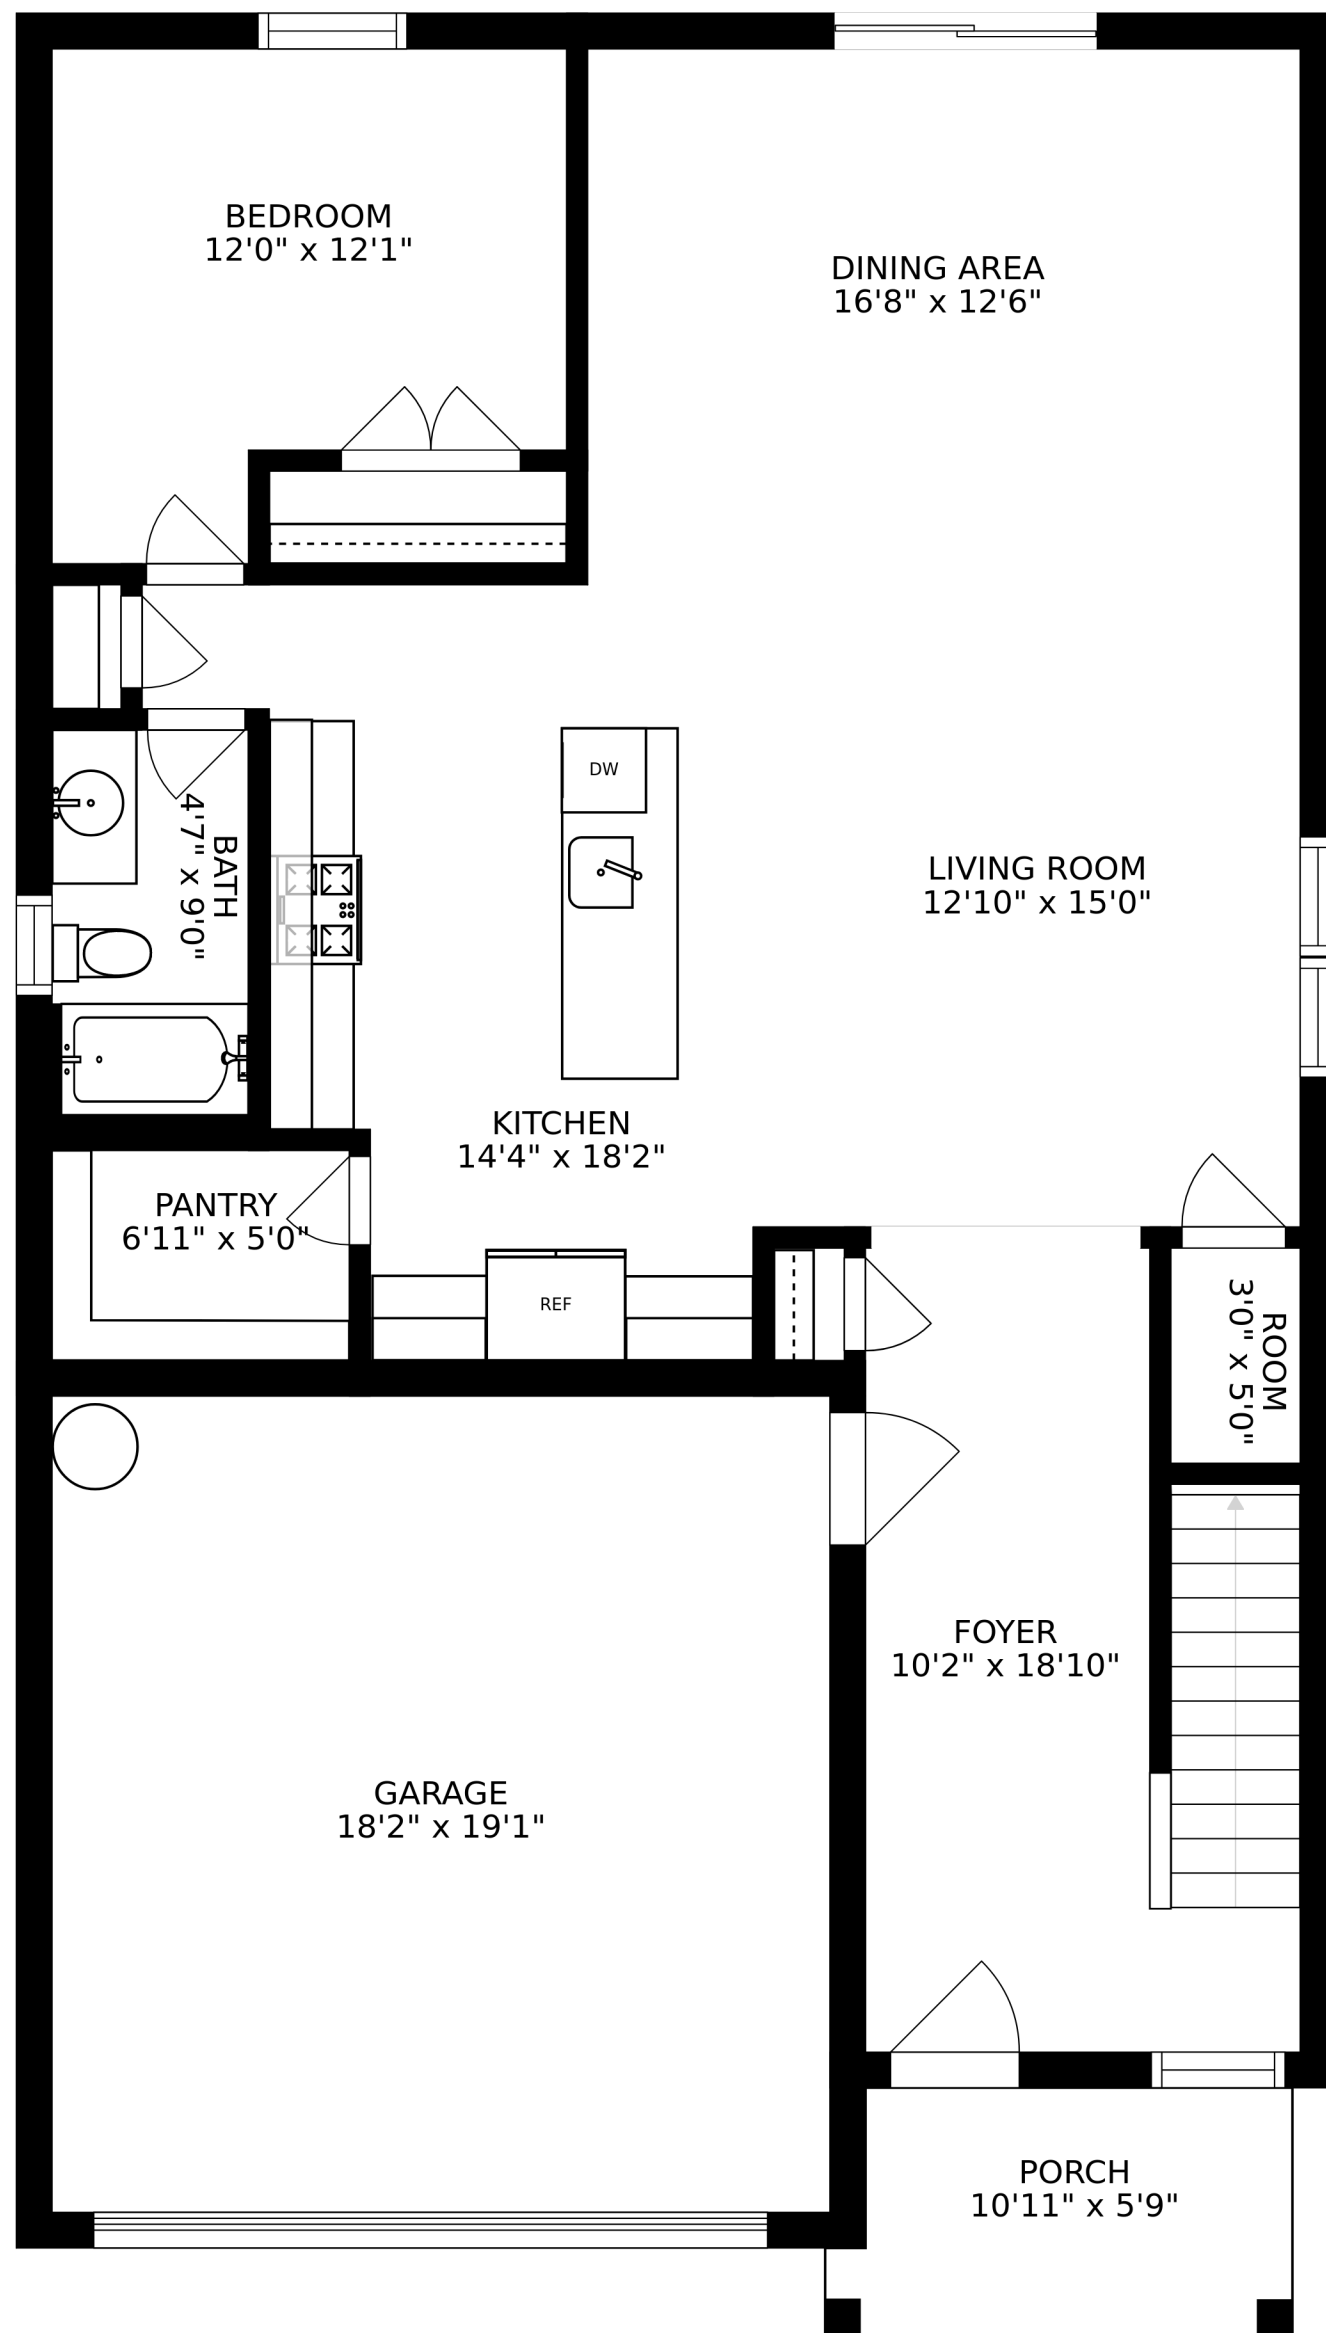 BEDROOM
12'0" x 12'1"
DINING AREA
16'8" x 12'6"
DW
BATH
4'7" x 9'0"
LIVING ROOM
12'10" x 15'0"
KITCHEN
14'4" x 18'2"
PANTRY
6'11" x 5'0"
REF
ROOM
3'0" x 5'0"
FOYER
10'2" x 18'10"
GARAGE
18'2" x 19'1"
PORCH
10'11" x 5'9"